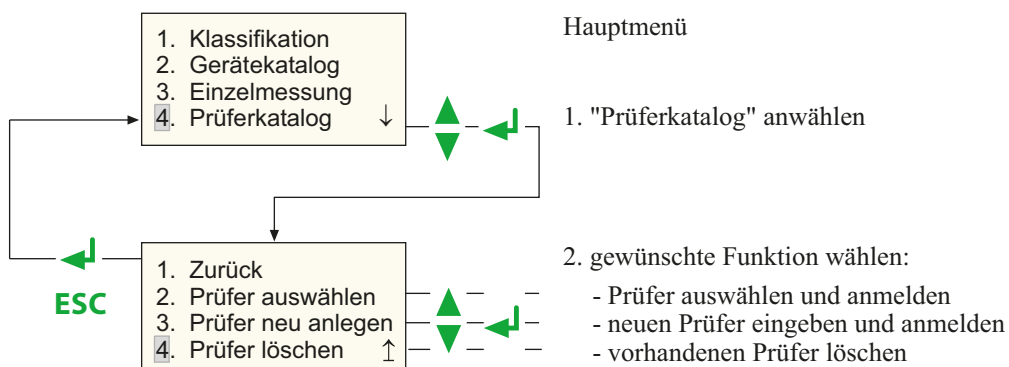 1. Klassifikation
2. Gerätekatalog
3. Einzelmessung
4. Prüferkatalog ↓
Hauptmenü
1. "Prüferkatalog" anwählen
ESC
1. Zurück
2. Prüfer auswählen
3. Prüfer neu anlegen
4. Prüfer löschen ↥
2. gewünschte Funktion wählen:
- Prüfer auswählen und anmelden
- neuen Prüfer eingeben und anmelden
- vorhandenen Prüfer löschen